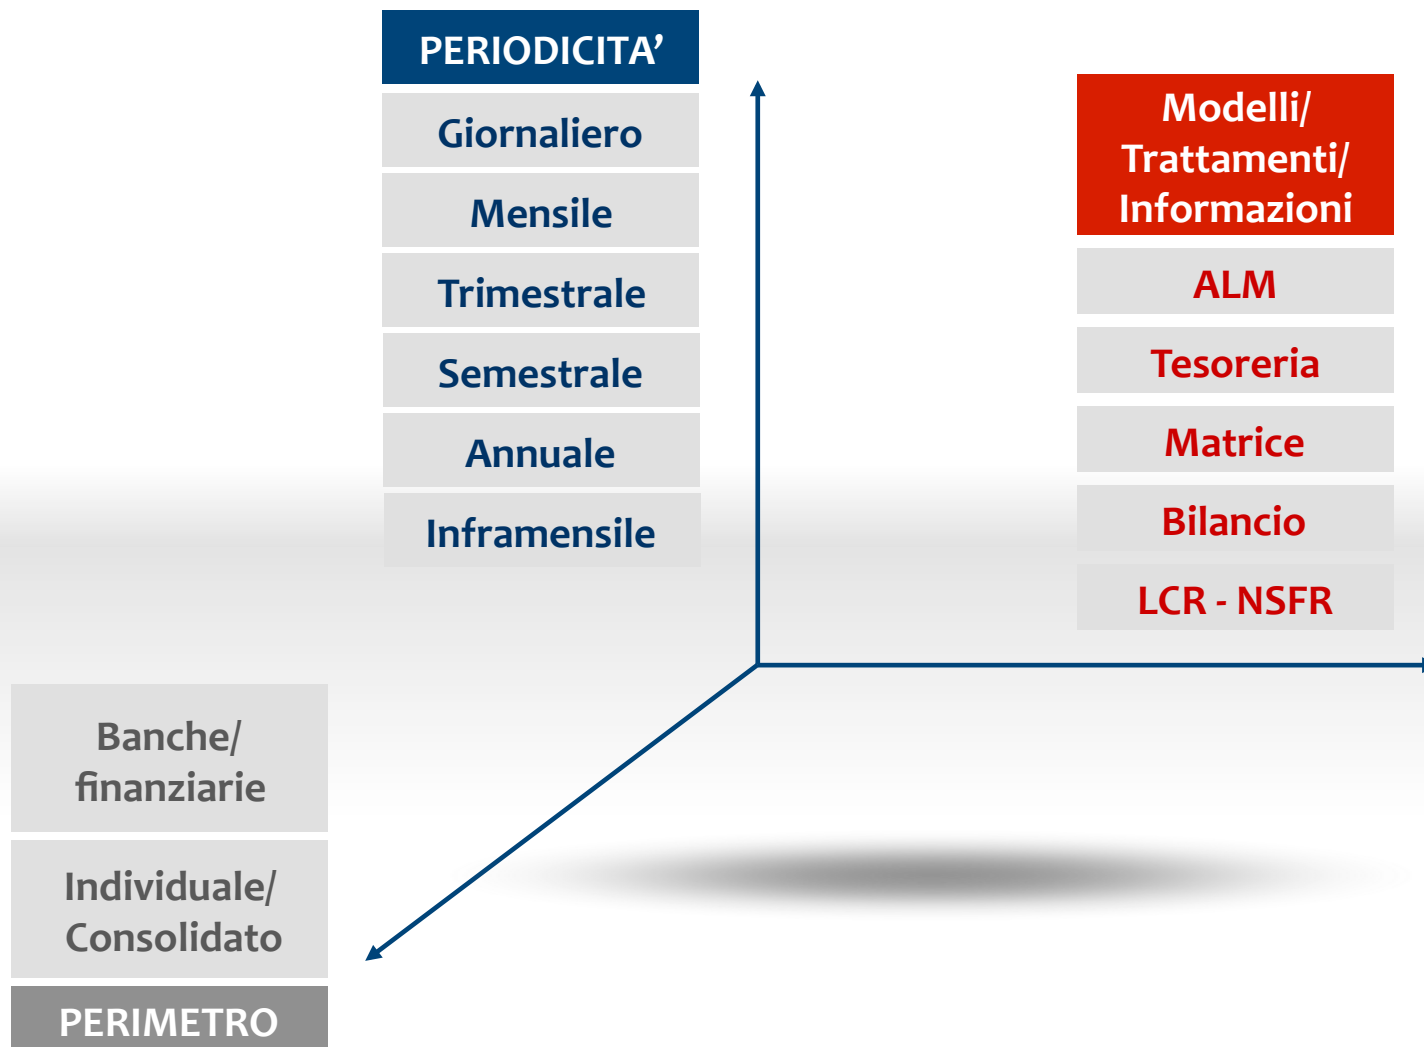 PERIODICITA’
Giornaliero
Mensile
Trimestrale
Semestrale
Annuale
Inframensile
Modelli/
Trattamenti/
Informazioni
ALM
Tesoreria
Matrice
Bilancio
LCR - NSFR
Banche/
finanziarie
Individuale/
Consolidato
PERIMETRO